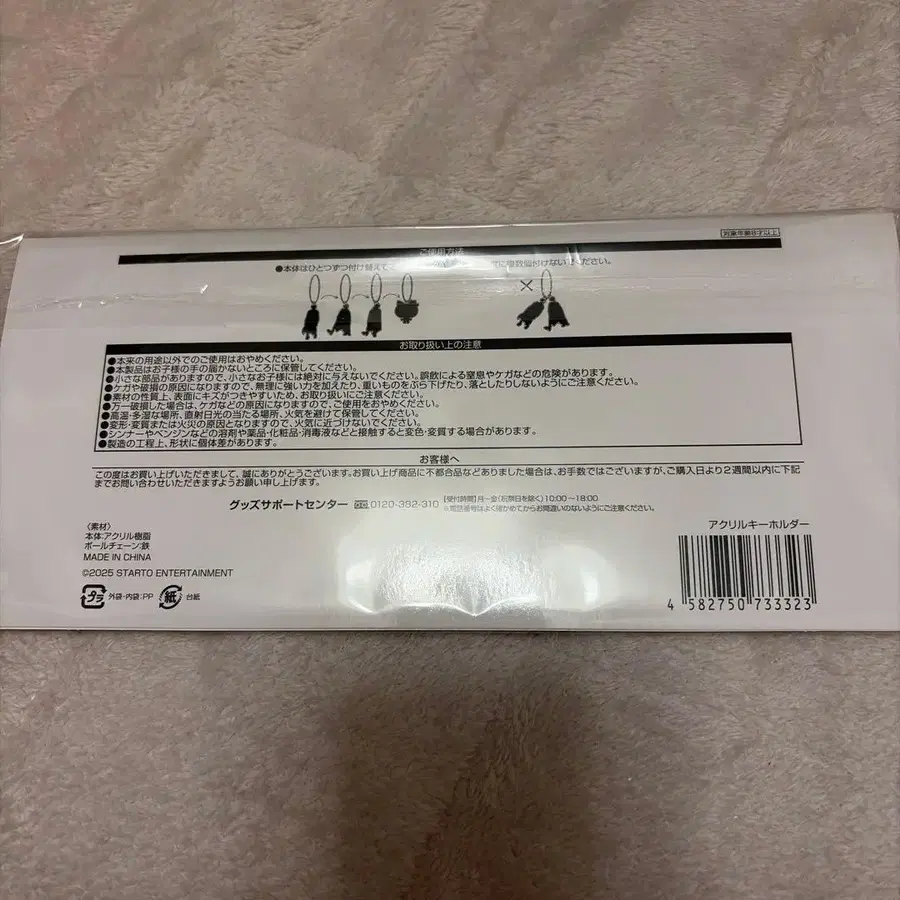 対象年齢8才以上
ご使用方法
●本体はひとつずつ付け替えてご
に複数個付けないでください。
お取り扱い上の注意
●本来の用途以外でのご使用はおやめください。
●本製品はお子様の手の届かないところに保管してください。
●小さな部品がありますので、小さなお子様には絶対に与えないでください。誤飲による窒息やケガなどの危険があります。
●ケガや破損の原因になりますので、無理に強い力を加えたり、重いものをぶら下げたり、落としたりしないようにご注意ください。
●素材の性質上、表面にキズがつきやすいため、お取り扱いにご注意ください。
●万一破損した場合は、ケガなどの原因になりますので、ご使用をおやめください。
●高温・多湿な場所、直射日光の当たる場所、火気を避けて保管してください。
●変形・変質または火災の原因となりますので、火気に近づけないでください。
●シンナーやベンジンなどの溶剤や薬品・化粧品・消毒液などと接触すると変色・変質する場合があります。
●製造の工程上、形状に個体差があります。
お客様へ
この度はお買い上げいただきまして、誠にありがとうございます。お買い上げ商品に不都合品などありました場合は、お手数ではございますが、ご購入日より2週間以内に下記
までお問い合わせいただきますようお願い申し上げます。
グッズサポートセンター 0120-382-310 【受付時間】月~金(祝祭日を除く)10:00~18:00
※電話番号はよく確かめてからお間違いのないようにご注意ください。
〈素材〉
本体:アクリル樹脂
ボールチェーン:鉄
MADE IN CHINA
©2025 STARTO ENTERTAINMENT
プラ 外袋・内袋:PP 紙 台紙
アクリルキーホルダー
4 582750 733323